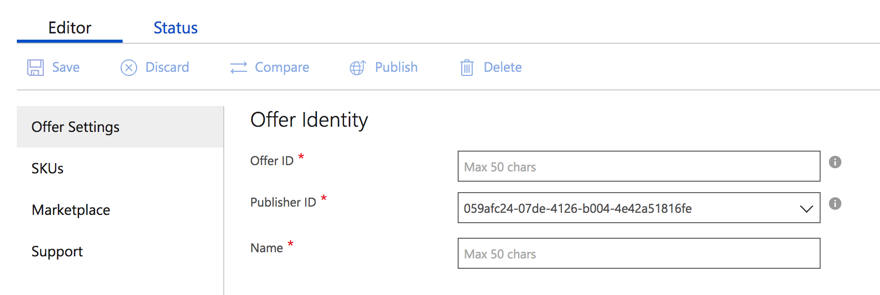 Editor Status
Save Discard Compare Publish Delete
Offer Settings
SKUs
Marketplace
Support
Offer Identity
Offer ID *
Max 50 chars
Publisher ID *
059afc24-07de-4126-b004-4e42a51816fe
Name *
Max 50 chars